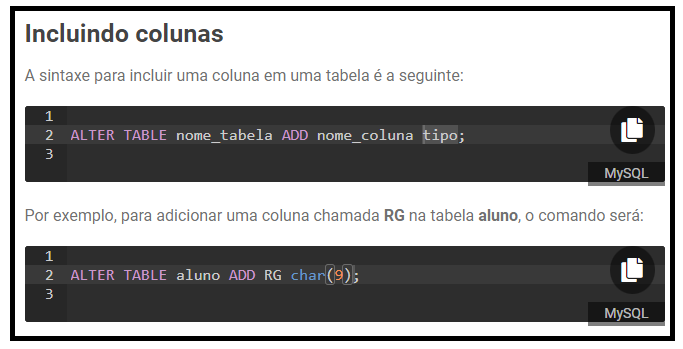 Incluindo colunas
A sintaxe para incluir uma coluna em uma tabela é a seguinte:
1
2 ALTER TABLE nome_tabela ADD nome_coluna tipo;
3
MySQL
Por exemplo, para adicionar uma coluna chamada RG na tabela aluno, o comando será:
1
2 ALTER TABLE aluno ADD RG char(9);
3
MySQL